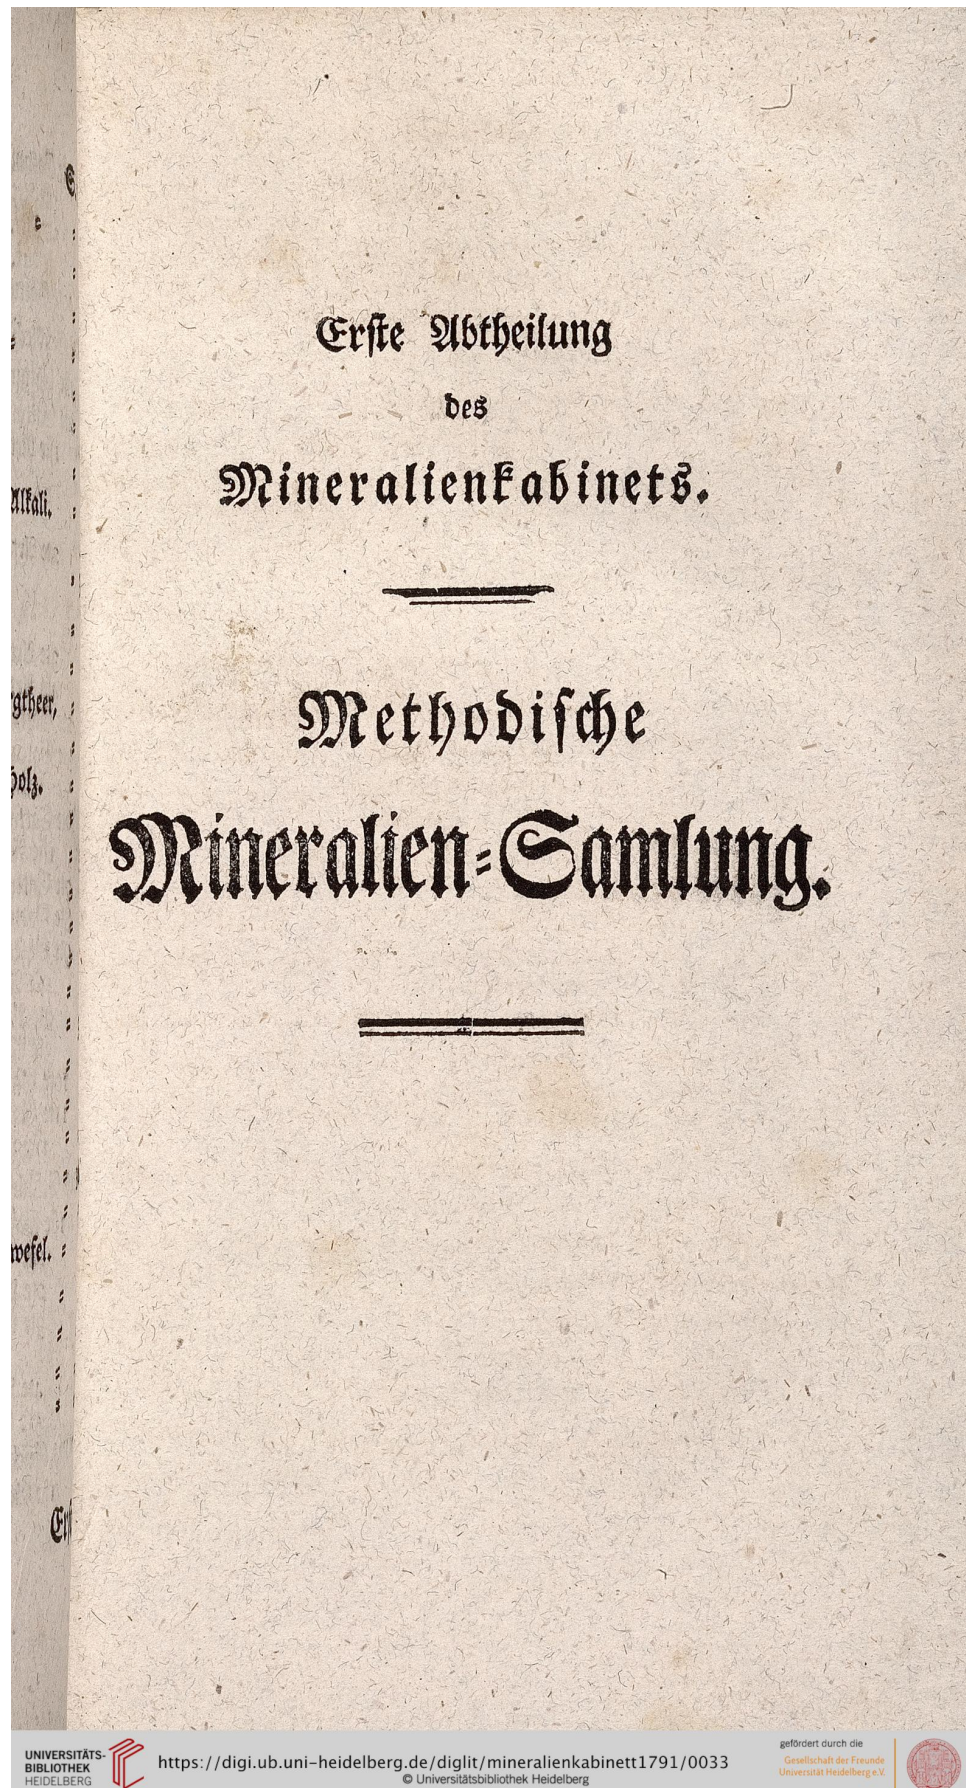 Erste Abtheilung
des
Mineralienkabinets.
Methodische
Mineralien=Samlung.
Alkali.
gtheer,
holz.
wefel.
UNIVERSITÄTS-
BIBLIOTHEK
HEIDELBERG
https://digi.ub.uni-heidelberg.de/diglit/mineralienkabinett1791/0033
© Universitätsbibliothek Heidelberg
gefördert durch die
Gesellschaft der Freunde
Universität Heidelberg e.V.